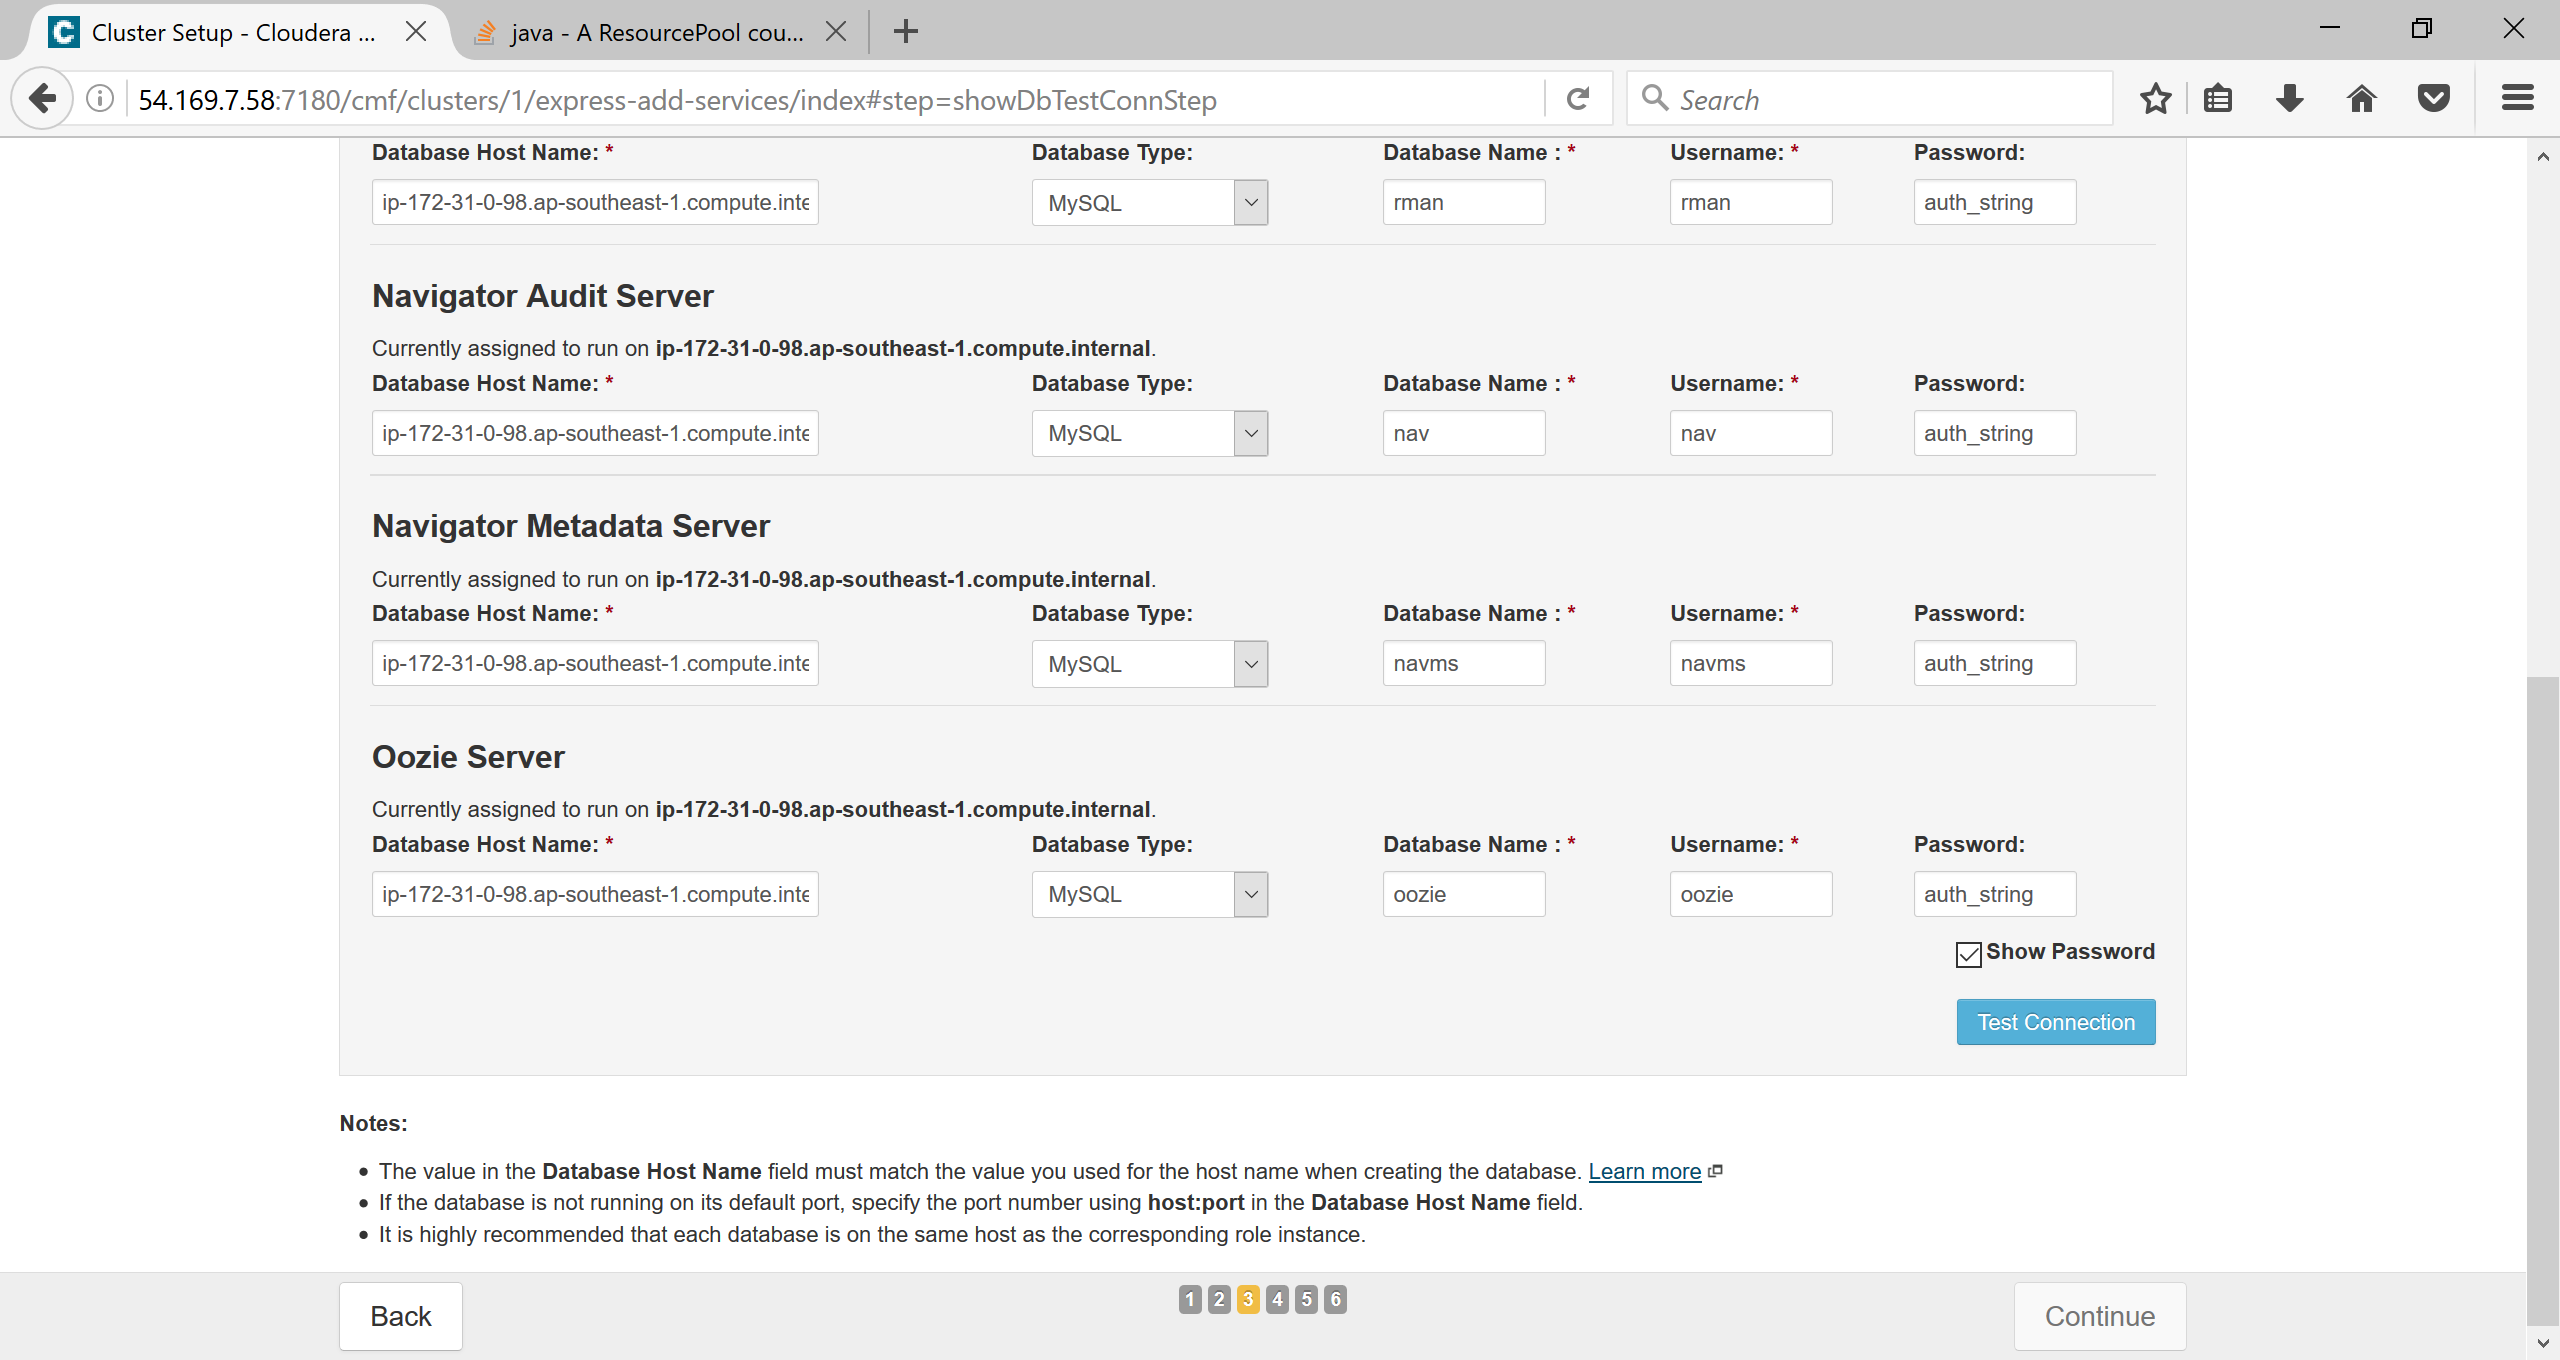 Cluster Setup - Cloudera ...
java - A ResourcePool cou...
54.169.7.58:7180/cmf/clusters/1/express-add-services/index#step=showDbTestConnStep
Search
Database Host Name: * Database Type: Database Name : * Username: * Password:
ip-172-31-0-98.ap-southeast-1.compute.inte MySQL rman rman auth_string
Navigator Audit Server
Currently assigned to run on ip-172-31-0-98.ap-southeast-1.compute.internal.
Database Host Name: * Database Type: Database Name : * Username: * Password:
ip-172-31-0-98.ap-southeast-1.compute.inte MySQL nav nav auth_string
Navigator Metadata Server
Currently assigned to run on ip-172-31-0-98.ap-southeast-1.compute.internal.
Database Host Name: * Database Type: Database Name : * Username: * Password:
ip-172-31-0-98.ap-southeast-1.compute.inte MySQL navms navms auth_string
Oozie Server
Currently assigned to run on ip-172-31-0-98.ap-southeast-1.compute.internal.
Database Host Name: * Database Type: Database Name : * Username: * Password:
ip-172-31-0-98.ap-southeast-1.compute.inte MySQL oozie oozie auth_string
Show Password
Test Connection
Notes:
• The value in the Database Host Name field must match the value you used for the host name when creating the database. Learn more
• If the database is not running on its default port, specify the port number using host:port in the Database Host Name field.
• It is highly recommended that each database is on the same host as the corresponding role instance.
Back 1 2 3 4 5 6 Continue